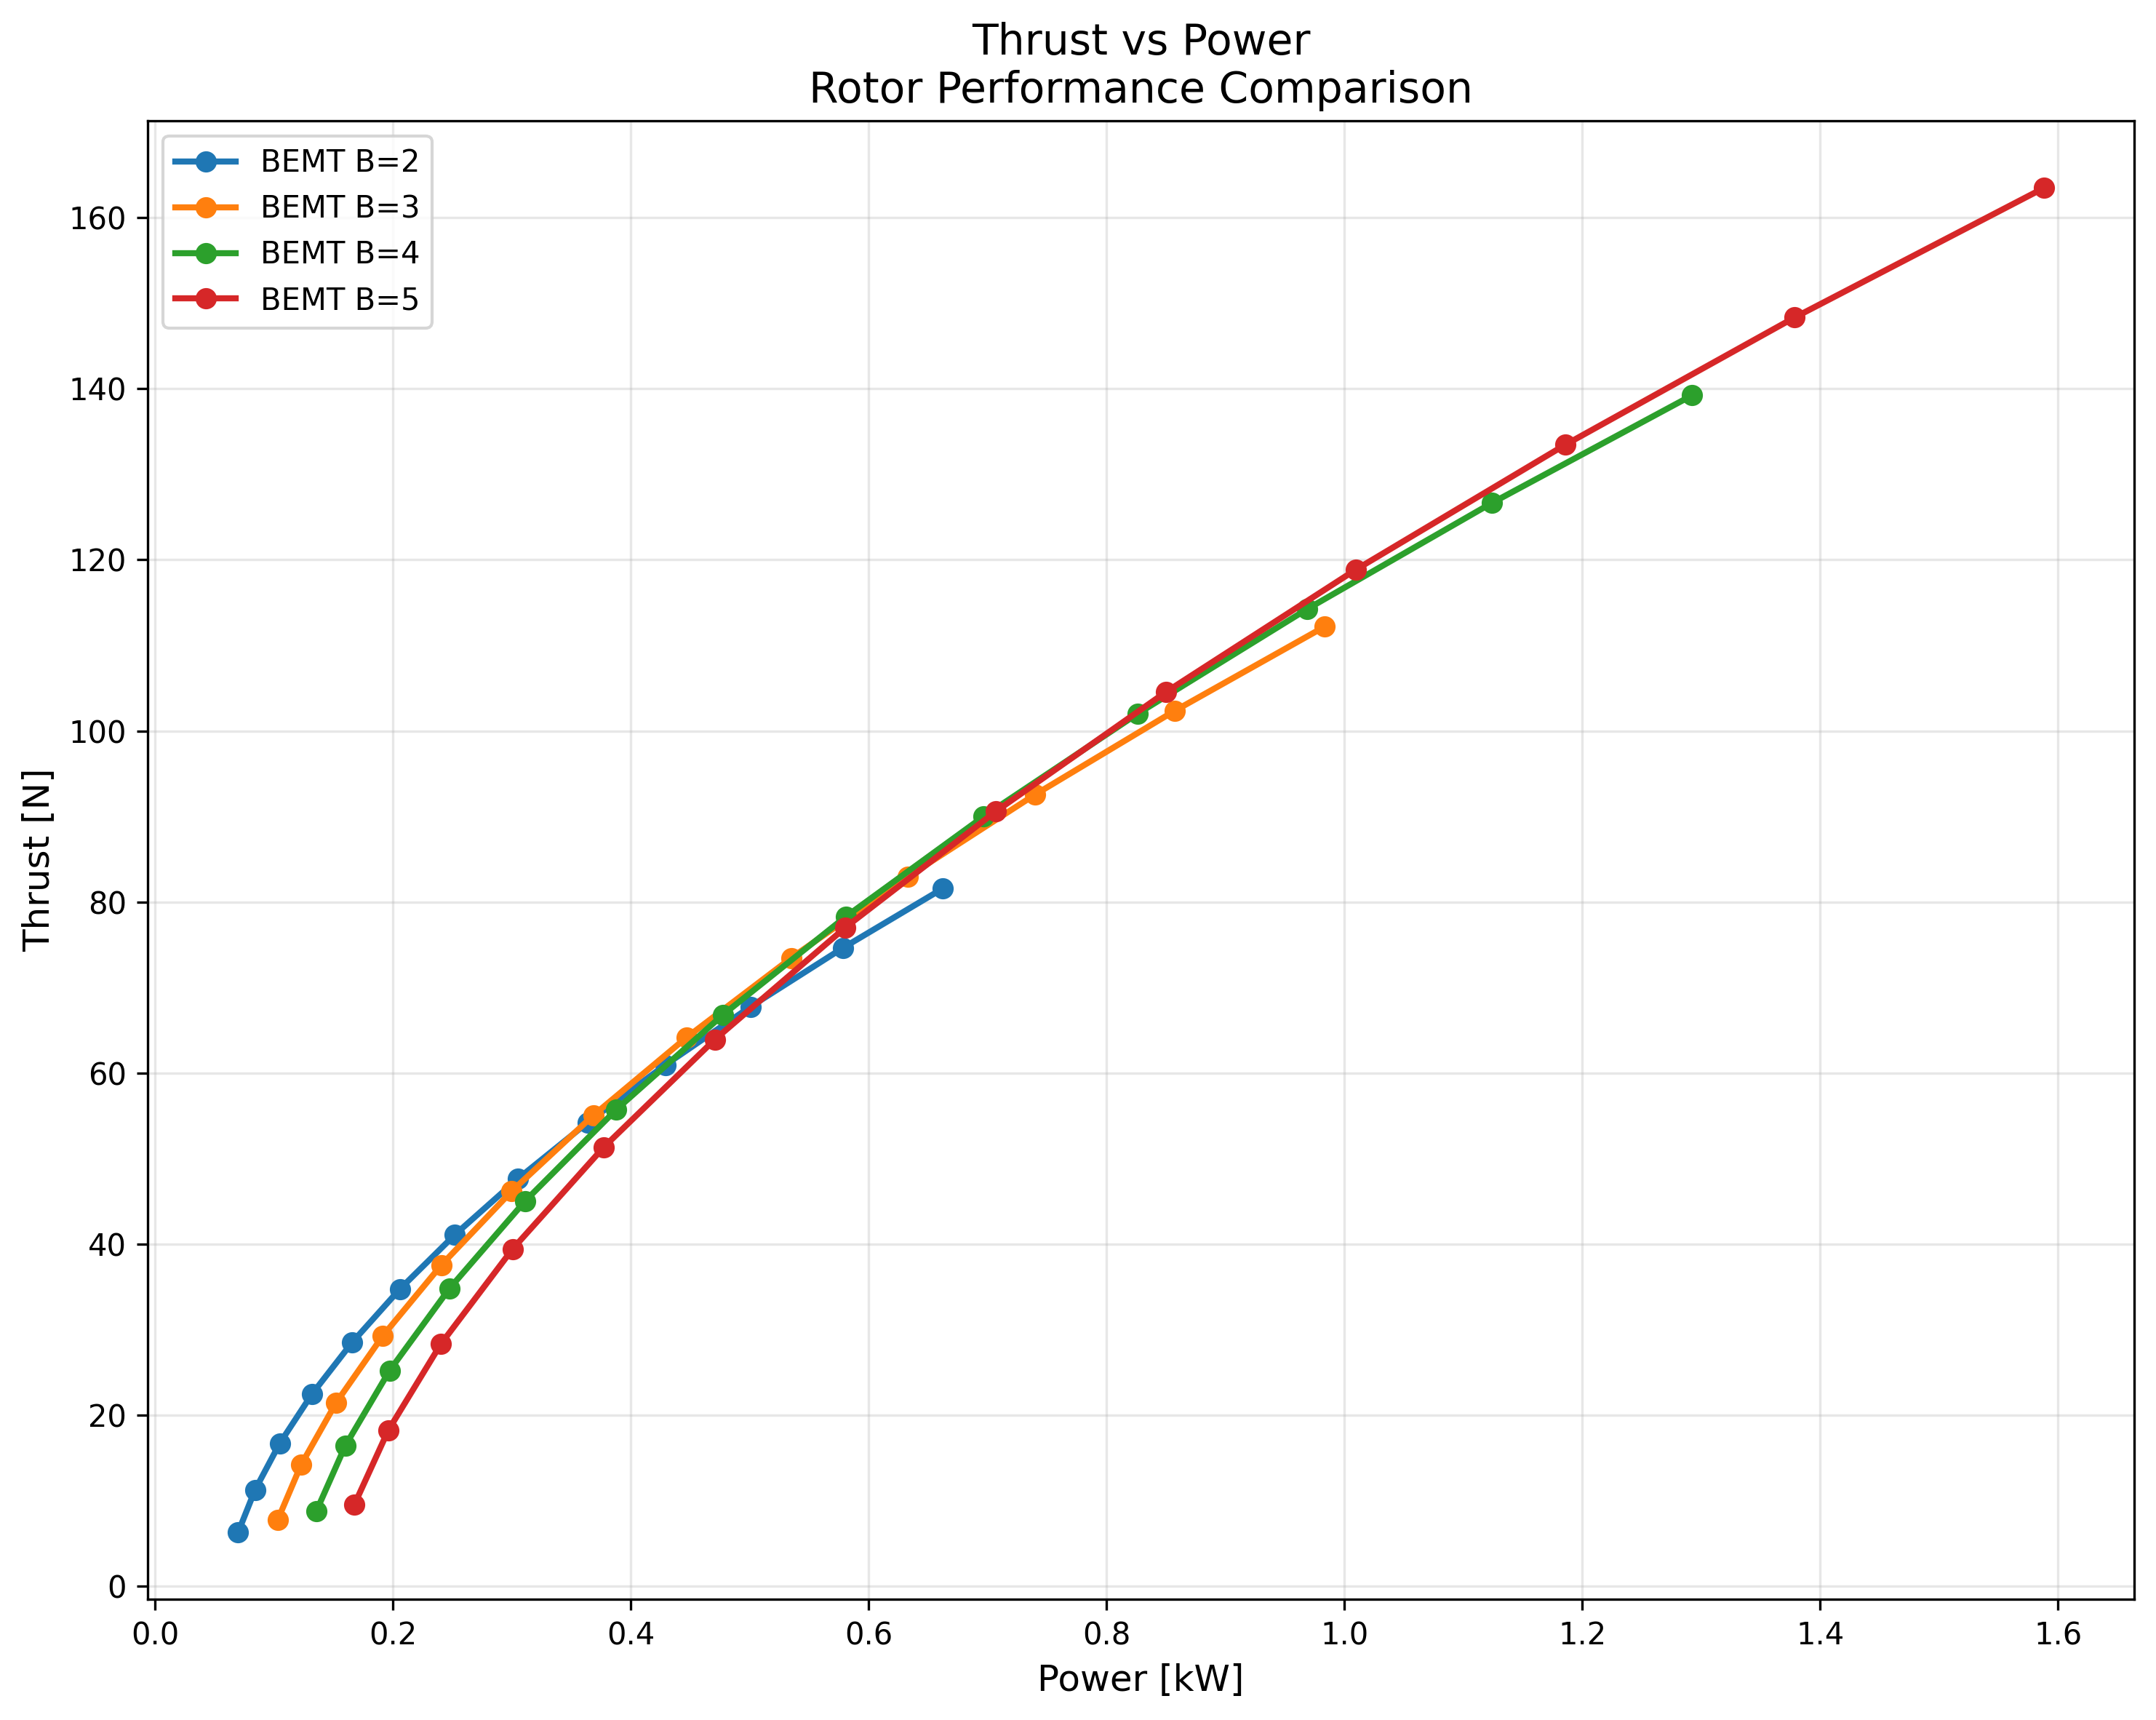 Thrust vs Power
Rotor Performance Comparison
BEMT B=2
BEMT B=3
BEMT B=4
BEMT B=5
Thrust [N]
160
140
120
100
80
60
40
20
0
0.0 0.2 0.4 0.6 0.8 1.0 1.2 1.4 1.6
Power [kW]